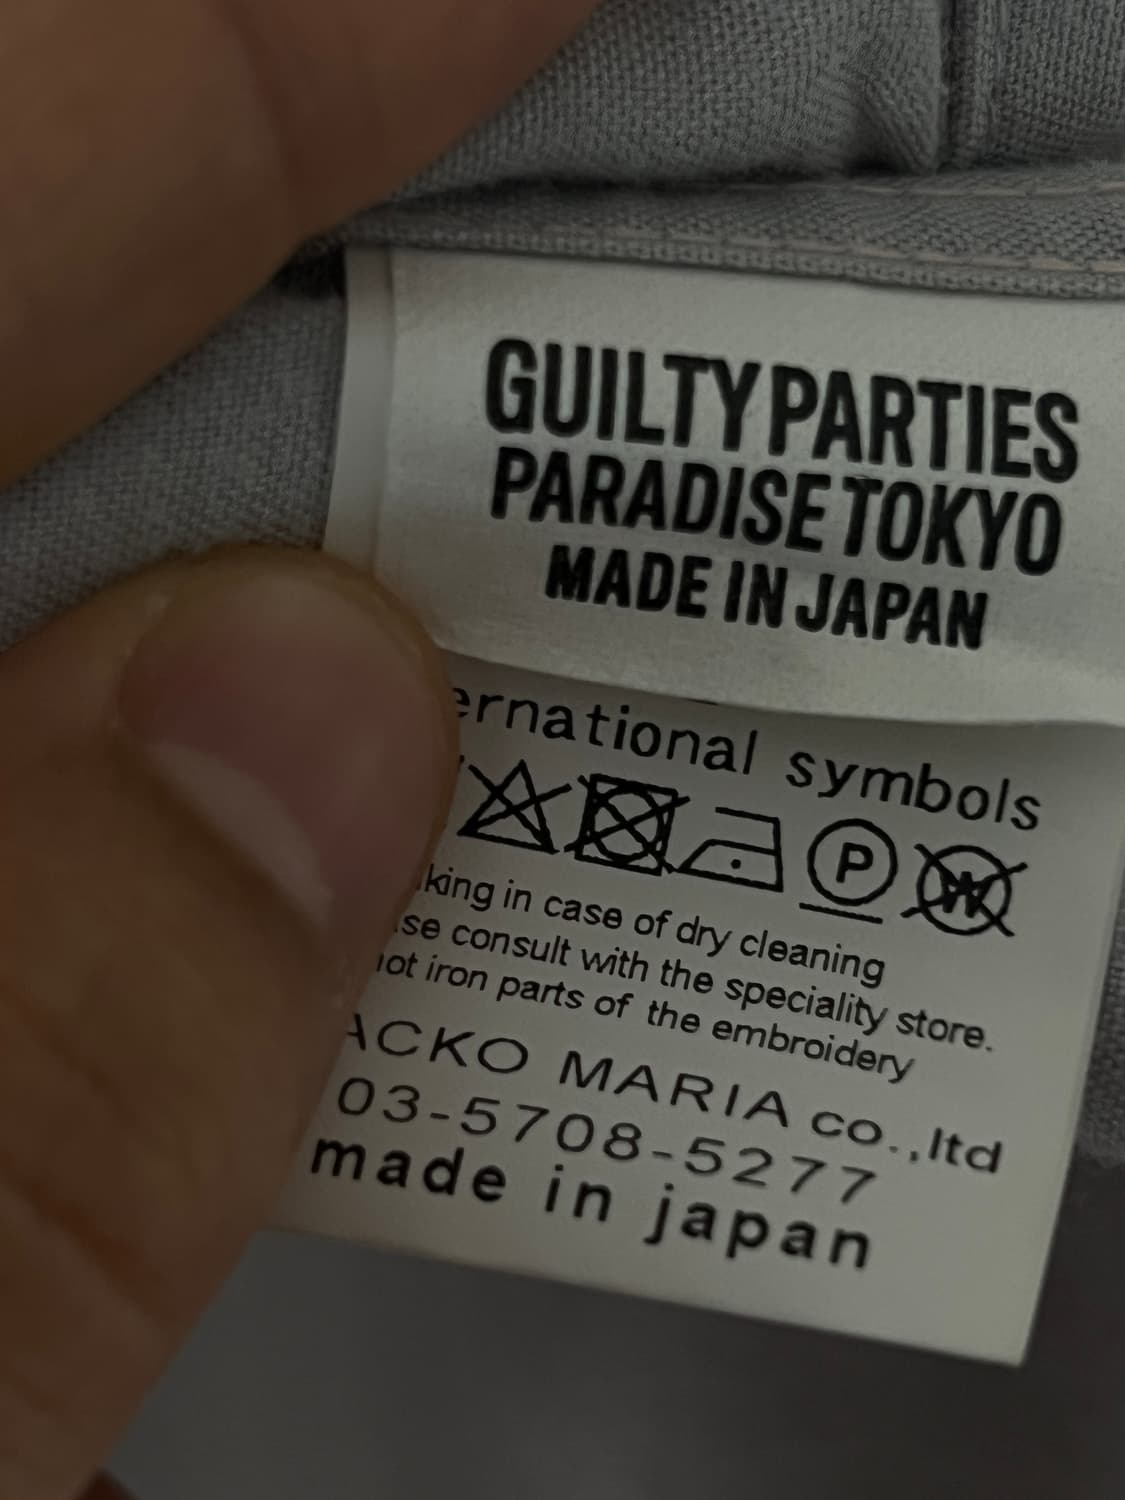 GUILTY PARTIES
PARADISE TOKYO
MADE IN JAPAN
ernational symbols
P W
king in case of dry cleaning
se consult with the speciality store.
ot iron parts of the embroidery
ACKO MARIA co.,ltd
03-5708-5277
made in japan